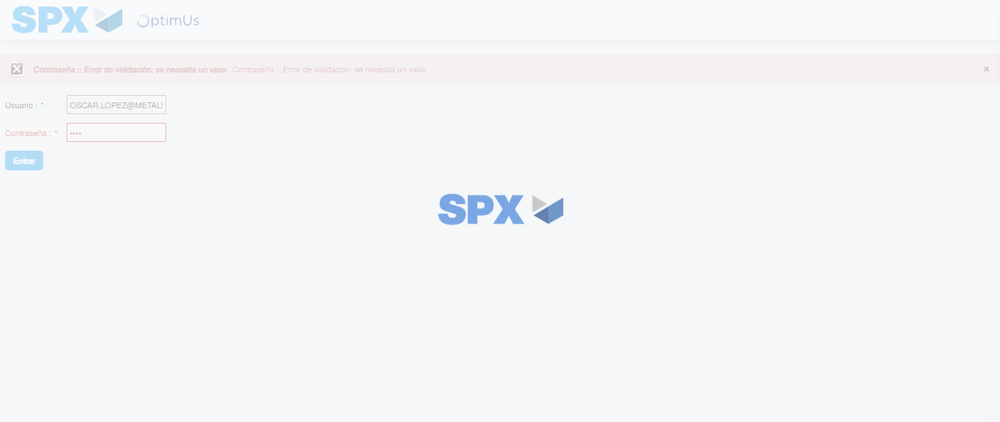 SPX OptimUs
Contraseña :: Error de validación: se necesita un valor. Contraseña :: Error de validación: se necesita un valor.
Usuario : * OSCAR.LOPEZ@METAL
Contraseña : * ••••
Entrar
SPX